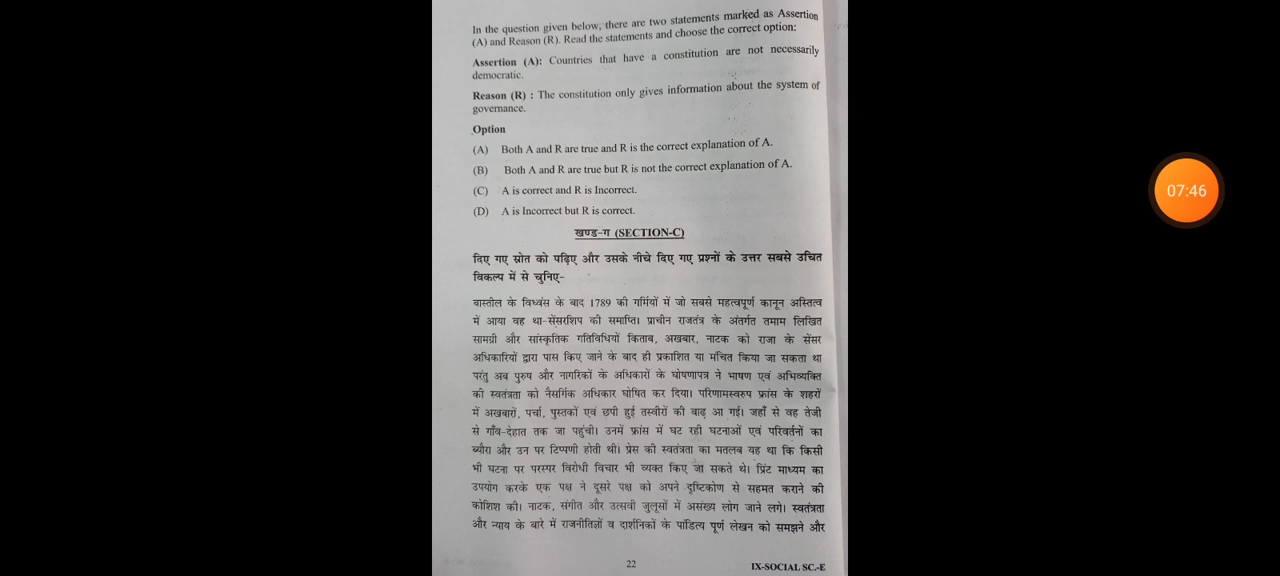 In the question given below, there are two statements marked as Assertion
(A) and Reason (R). Read the statements and choose the correct option:
Assertion (A): Countries that have a constitution are not necessarily
democratic.
Reason (R) : The constitution only gives information about the system of
governance.
Option
(A) Both A and R are true and R is the correct explanation of A.
(B) Both A and R are true but R is not the correct explanation of A.
(C) A is correct and R is Incorrect.
(D) A is Incorrect but R is correct.
खण्ड-ग (SECTION-C)
दिए गए स्रोत को पढ़िए और उसके नीचे दिए गए प्रश्नों के उत्तर सबसे उचित
विकल्प में से चुनिए-
बास्तील के विध्वंस के बाद 1789 की गर्मियों में जो सबसे महत्वपूर्ण कानून अस्तित्व
में आया वह था-सेंसरशिप की समाप्ति। प्राचीन राजतंत्र के अंतर्गत तमाम लिखित
सामग्री और सांस्कृतिक गतिविधियों किताब, अखबार, नाटक को राजा के सेंसर
अधिकारियों द्वारा पास किए जाने के बाद ही प्रकाशित या मंचित किया जा सकता था
परंतु अब पुरुष और नागरिकों के अधिकारों के घोषणापत्र ने भाषण एवं अभिव्यक्ति
की स्वतंत्रता को नैसर्गिक अधिकार घोषित कर दिया। परिणामस्वरुप फ्रांस के शहरों
में अखबारों, पर्चा, पुस्तकों एवं छपी हुई तस्वीरों की बाढ़ आ गई। जहाँ से वह तेजी
से गाँव-देहात तक जा पहुंची। उनमें फ्रांस में घट रही घटनाओं एवं परिवर्तनों का
ब्यौरा और उन पर टिप्पणी होती थी। प्रेस की स्वतंत्रता का मतलब यह था कि किसी
भी घटना पर परस्पर विरोधी विचार भी व्यक्त किए जा सकते थे। प्रिंट माध्यम का
उपयोग करके एक पक्ष ने दूसरे पक्ष को अपने दृष्टिकोण से सहमत कराने की
कोशिश की। नाटक, संगीत और उत्सवी जुलूसों में असंख्य लोग जाने लगे। स्वतंत्रता
और न्याय के बारे में राजनीतिज्ञों व दार्शनिकों के पांडित्य पूर्ण लेखन को समझने और
22
IX-SOCIAL SC.-E
07:46